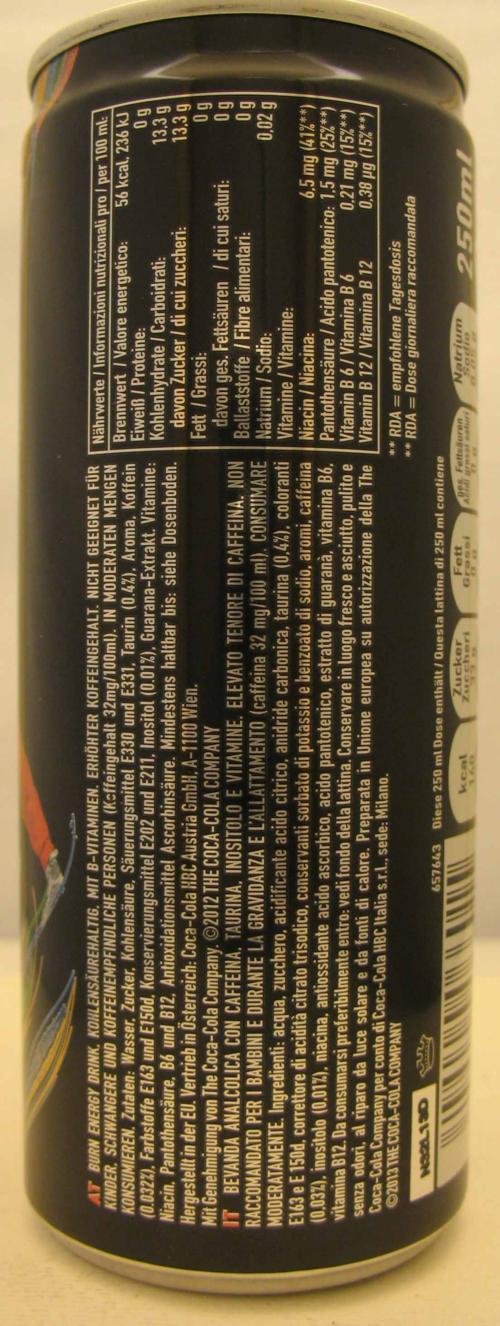 AT BURN ENERGY DRINK, KOHLENSÄUREHALTIG, MIT B-VITAMINEN. ERHÖHTER KOFFEINGEHALT. NICHT GEEIGNET FÜR
KINDER, SCHWANGERE UND KOFFEINEMPFINDLICHE PERSONEN (Koffeingehalt 32mg/100ml). IN MODERATEN MENGEN
KONSUMIEREN. Zutaten: Wasser, Zucker, Kohlensäure, Säuerungsmittel E330 und E331, Taurin (0.4%), Aroma, Koffein
(0.032%), Farbstoffe E163 und E150d, Konservierungsmittel E202 und E211, Inositol (0.01%), Guarana-Extrakt, Vitamine:
Niacin, Pantothensäure, B6 und B12, Antioxidationsmittel Ascorbinsäure. Mindestens haltbar bis: siehe Dosenboden.
Hergestellt in der EU. Vertrieb in Österreich: Coca-Cola HBC Austria GmbH, A-1100 Wien.
Mit Genehmigung von The Coca-Cola Company. ©2012 THE COCA-COLA COMPANY
IT BEVANDA ANALCOLICA CON CAFFEINA, TAURINA, INOSITOLO E VITAMINE. ELEVATO TENORE DI CAFFEINA. NON
RACCOMANDATO PER I BAMBINI E DURANTE LA GRAVIDANZA E L'ALLATTAMENTO (caffeina 32 mg/100 ml). CONSUMARE
MODERATAMENTE. Ingredienti: acqua, zucchero, acidificante acido citrico, anidride carbonica, taurina (0,4%), coloranti
E163 e E150d, correttore di acidità citrato trisodico, conservanti sorbato di potassio e benzoato di sodio, aromi, caffeina
(0,03%), inositolo (0,01%), niacina, antiossidante acido ascorbico, acido pantotenico, estratto di guaranà, vitamina B6,
vitamina B12. Da consumarsi preferibilmente entro: vedi fondo della lattina. Conservare in luogo fresco e asciutto, pulito e
senza odori, al riparo da luce solare e da fonti di calore. Preparata in Unione europea su autorizzazione della The
Coca-Cola Company per conto di Coca-Cola HBC Italia s.r.l., sede: Milano.
©2013 THE COCA-COLA COMPANY
Nährwerte / Informazioni nutrizionali pro / per 100 ml:
Brennwert / Valore energetico: 56 kcal, 236 kJ
Eiweiß / Proteine: 0 g
Kohlenhydrate / Carboidrati: 13.3 g
davon Zucker / di cui zuccheri: 13.3 g
Fett / Grassi: 0 g
davon ges. Fettsäuren / di cui saturi: 0 g
Ballaststoffe / Fibre alimentari: 0 g
Natrium / Sodio: 0.02 g
Vitamine / Vitamine:
Niacin / Niacina: 6,5 mg (41%**)
Pantothensäure / Acido pantotenico: 1,5 mg (25%**)
Vitamin B 6 / Vitamina B 6 0.21 mg (15%**)
Vitamin B 12 / Vitamina B 12 0.38 µg (15%**)
** RDA = empfohlene Tagesdosis
** RDA = Dose giornaliera raccomandata
657643
Diese 250 ml Dose enthält / Questa lattina di 250 ml contiene
kcal
Zucker
Zuccheri
Fett
Grassi
ges. Fettsäuren
Acidi grassi saturi
Natrium
Sodio
250ml